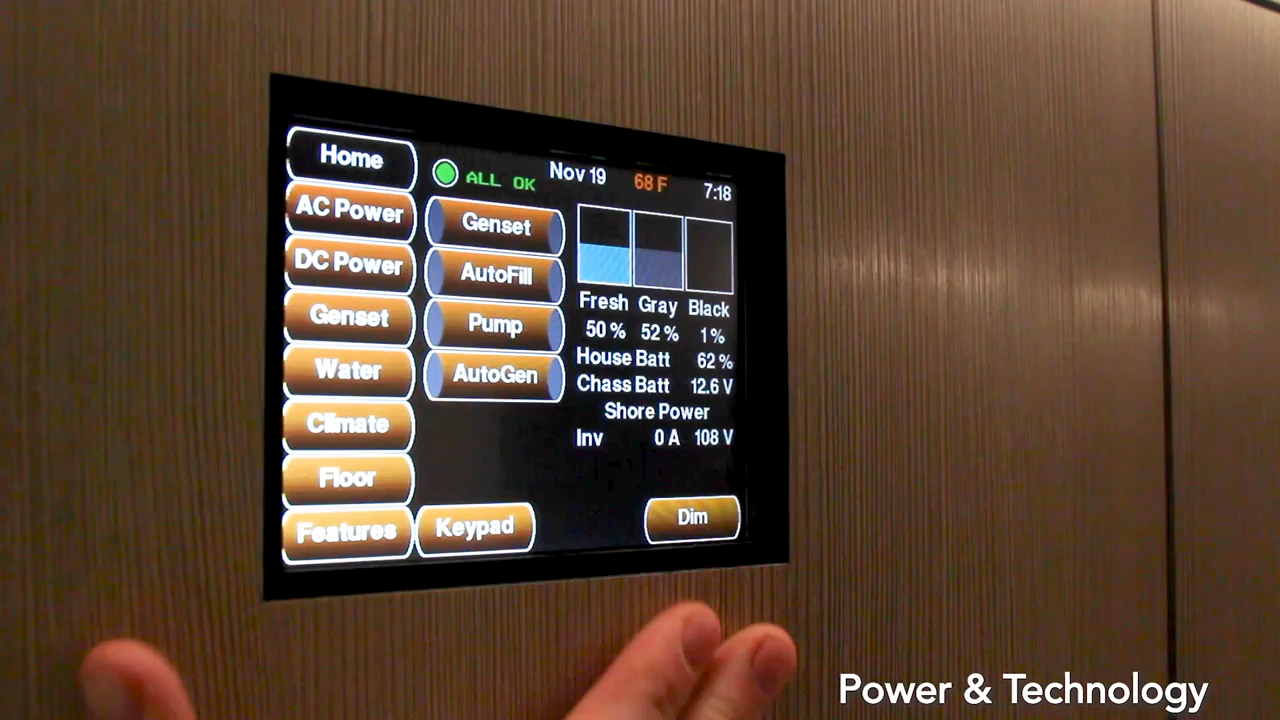 Home
AC Power
DC Power
Genset
Water
Climate
Floor
Features
ALL OK
Nov 19
68 F
7:18
Genset
AutoFill
Pump
AutoGen
Fresh Gray Black
50 % 52 % 1 %
House Batt 62 %
Chass Batt 12.6 V
Shore Power
Inv 0 A 108 V
Keypad
Dim
Power & Technology